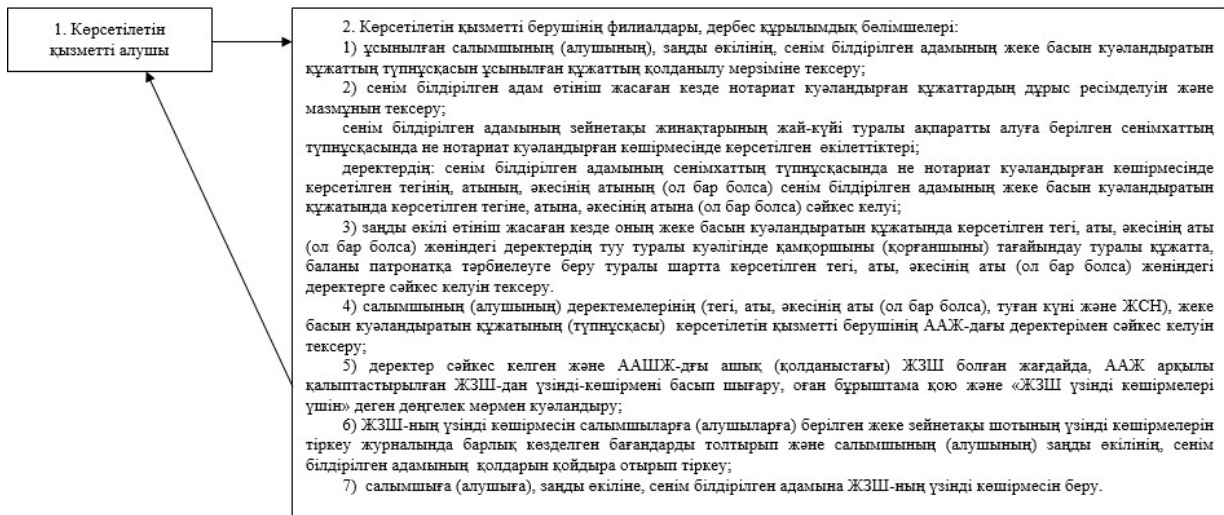 1. Көрсетілетін
қызметті алушы
2. Көрсетілетін қызметті берушінің филиалдары, дербес құрылымдық бөлімшелері:
1) ұсынылған салымшының (алушының), заңды өкілінің, сенім білдірілген адамының жеке басын куәландыратын
құжаттың түпнұсқасын ұсынылған құжаттың қолданылу мерзіміне тексеру;
2) сенім білдірілген адам өтініш жасаған кезде нотариат куәландырған құжаттардың дұрыс ресімделуін және
мазмұнын тексеру;
сенім білдірілген адамының зейнетақы жинақтарының жай-күйі туралы ақпаратты алуға берілген сенімхаттың
түпнұсқасында не нотариат куәландырған көшірмесінде көрсетілген өкілеттіктері;
деректердің: сенім білдірілген адамының сенімхаттың түпнұсқасында не нотариат куәландырған көшірмесінде
көрсетілген тегінің, атының, әкесінің атының (ол бар болса) сенім білдірілген адамының жеке басын куәландыратын
құжатында көрсетілген тегіне, атына, әкесінің атына (ол бар болса) сәйкес келуі;
3) заңды өкілі өтініш жасаған кезде оның жеке басын куәландыратын құжатында көрсетілген тегі, аты, әкесінің аты
(ол бар болса) жөніндегі деректердің туу туралы куәлігінде қамқоршыны (қорғаншыны) тағайындау туралы құжатта,
баланы патронатқа тәрбиелеуге беру туралы шартта көрсетілген тегі, аты, әкесінің аты (ол бар болса) жөніндегі
деректерге сәйкес келуін тексеру.
4) салымшының (алушының) деректемелерінің (тегі, аты, әкесінің аты (ол бар болса), туған күні және ЖСН), жеке
басын куәландыратын құжатының (түпнұсқасы) көрсетілетін қызметті берушінің ААЖ-дағы деректерімен сәйкес келуін
тексеру;
5) деректер сәйкес келген және ААШЖ-дғы ашық (қолданыстағы) ЖЗШ болған жағдайда, ААЖ арқылы
қалыптастырылған ЖЗШ-дан үзінді-көшірмені басып шығару, оған бұрыштама қою және «ЖЗШ үзінді көшірмелері
үшін» деген дөңгелек мөрмен куәландыру;
6) ЖЗШ-ның үзінді көшірмесін салымшыларға (алушыларға) берілген жеке зейнетақы шотының үзінді көшірмелерін
тіркеу журналында барлық көзделген бағандарды толтырып және салымшының (алушының) заңды өкілінің, сенім
білдірілген адамының қолдарын қойдыра отырып тіркеу;
7) салымшыға (алушыға), заңды өкіліне, сенім білдірілген адамына ЖЗШ-ның үзінді көшірмесін беру.